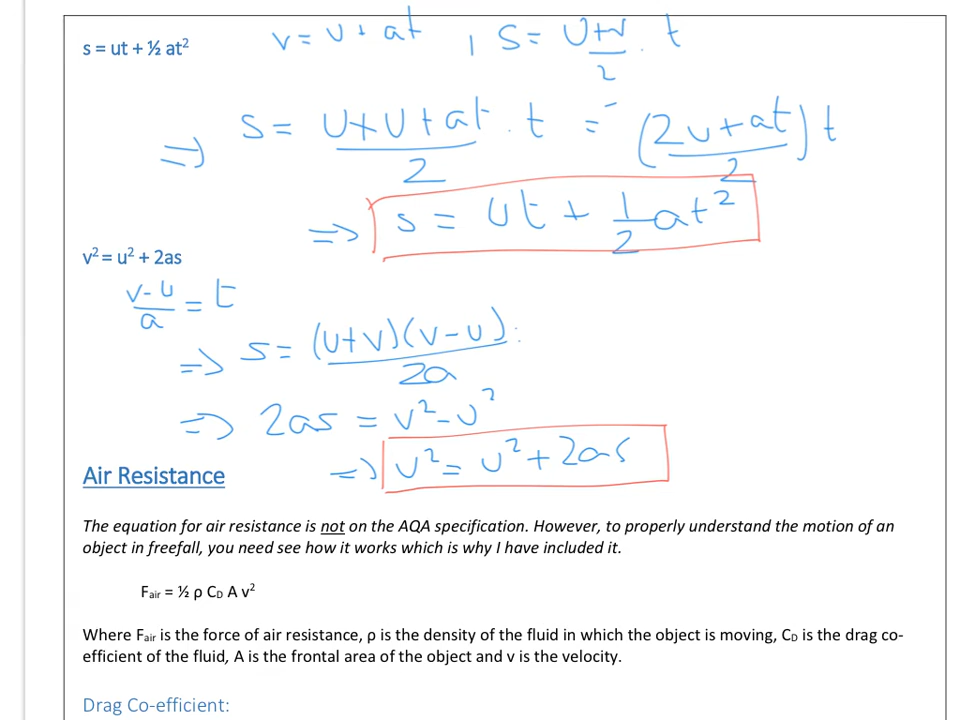 s = ut + ½ at²
v = u + at , s = u+v/2 . t
=> s = u+u+at/2 . t = (2u+at/2) t
=> s = ut + 1/2 at²
v² = u² + 2as
v-u/a = t
=> s = (u+v)(v-u)/2a
=> 2as = v² - u²
=> v² = u² + 2as
Air Resistance
The equation for air resistance is not on the AQA specification. However, to properly understand the motion of an
object in freefall, you need see how it works which is why I have included it.
Fair = ½ ρ CD A v²
Where Fair is the force of air resistance, ρ is the density of the fluid in which the object is moving, CD is the drag co-
efficient of the fluid, A is the frontal area of the object and v is the velocity.
Drag Co-efficient: